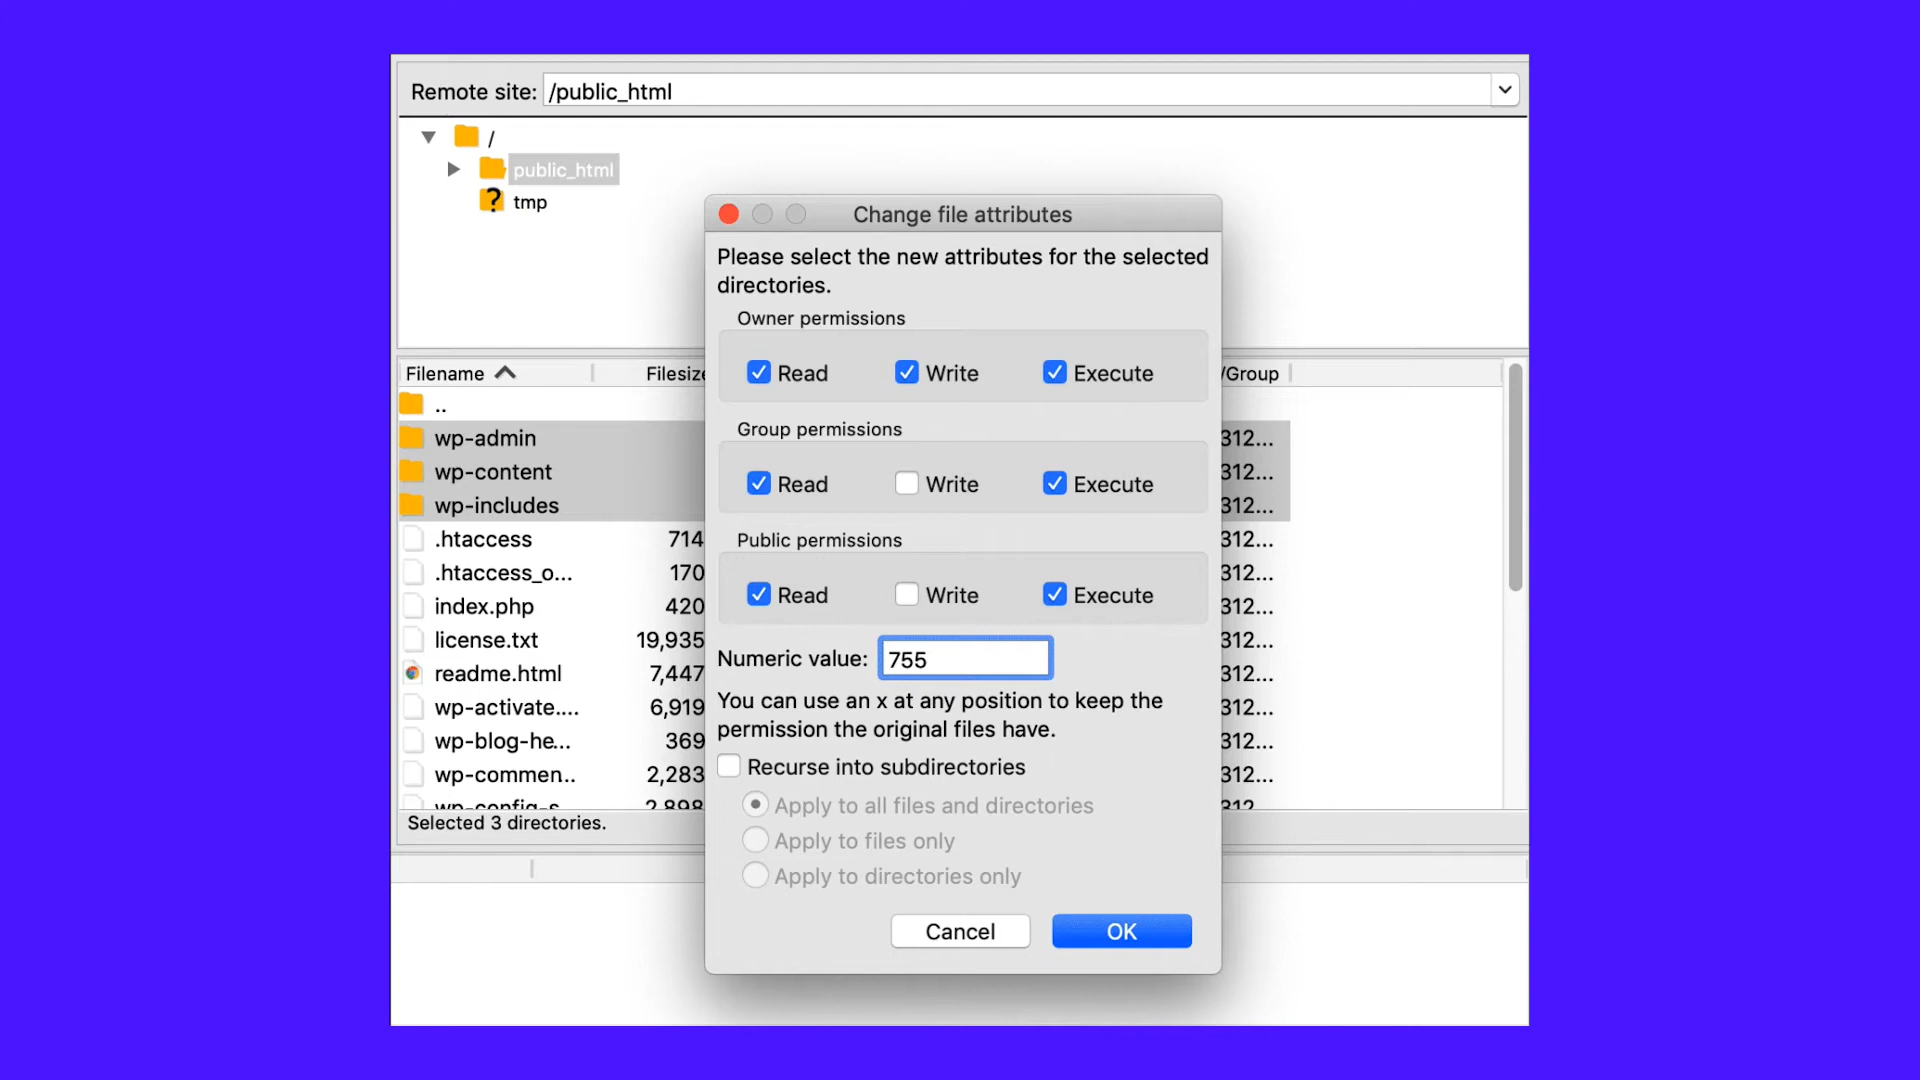 Remote site: /public_html
/
public_html
tmp
Change file attributes
Please select the new attributes for the selected
directories.
Owner permissions
Read Write Execute
Group permissions
Read Write Execute
Public permissions
Read Write Execute
Numeric value: 755
You can use an x at any position to keep the
permission the original files have.
Recurse into subdirectories
Apply to all files and directories
Apply to files only
Apply to directories only
Cancel OK
Filename Filesize /Group
..
wp-admin 312...
wp-content 312...
wp-includes 312...
.htaccess 714 312...
.htaccess_o... 170 312...
index.php 420 312...
license.txt 19,935 312...
readme.html 7,447 312...
wp-activate.... 6,919 312...
wp-blog-he... 369 312...
wp-commen.. 2,283 312...
wp-config-s 2,898 312
Selected 3 directories.